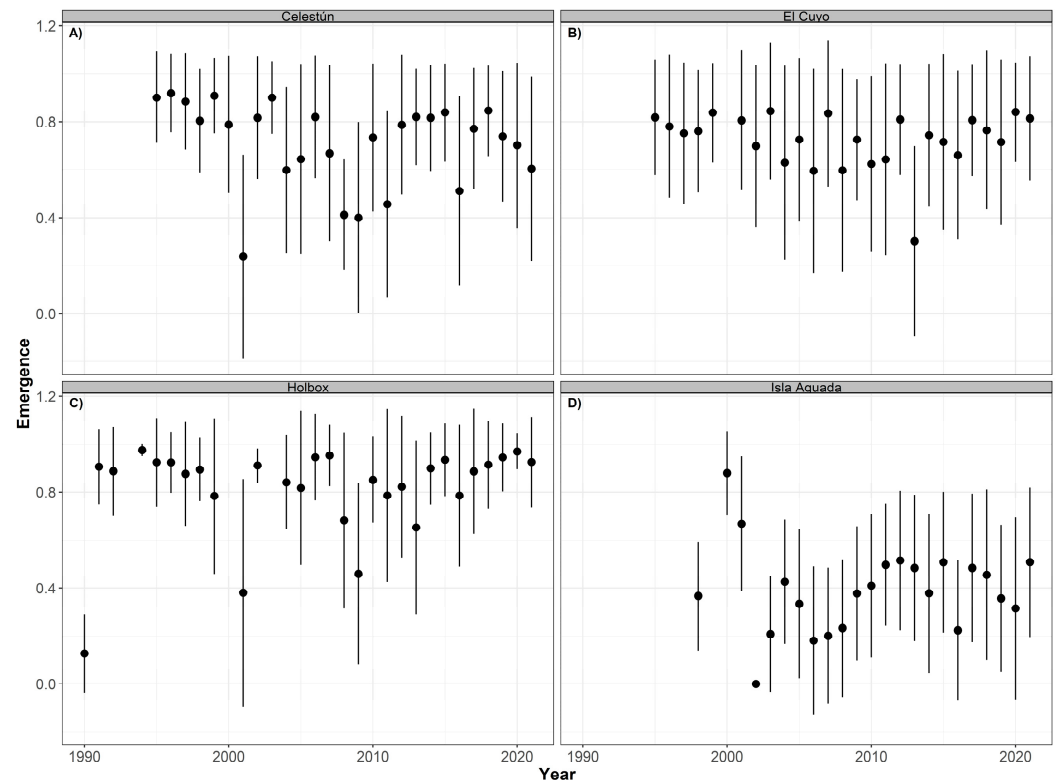 Celestún
El Cuyo
1.2
A)
B)
0.8
0.4
0.0
Emergence
Holbox
Isla Aguada
1.2
C)
D)
0.8
0.4
0.0
1990 2000 2010 2020 1990 2000 2010 2020
Year